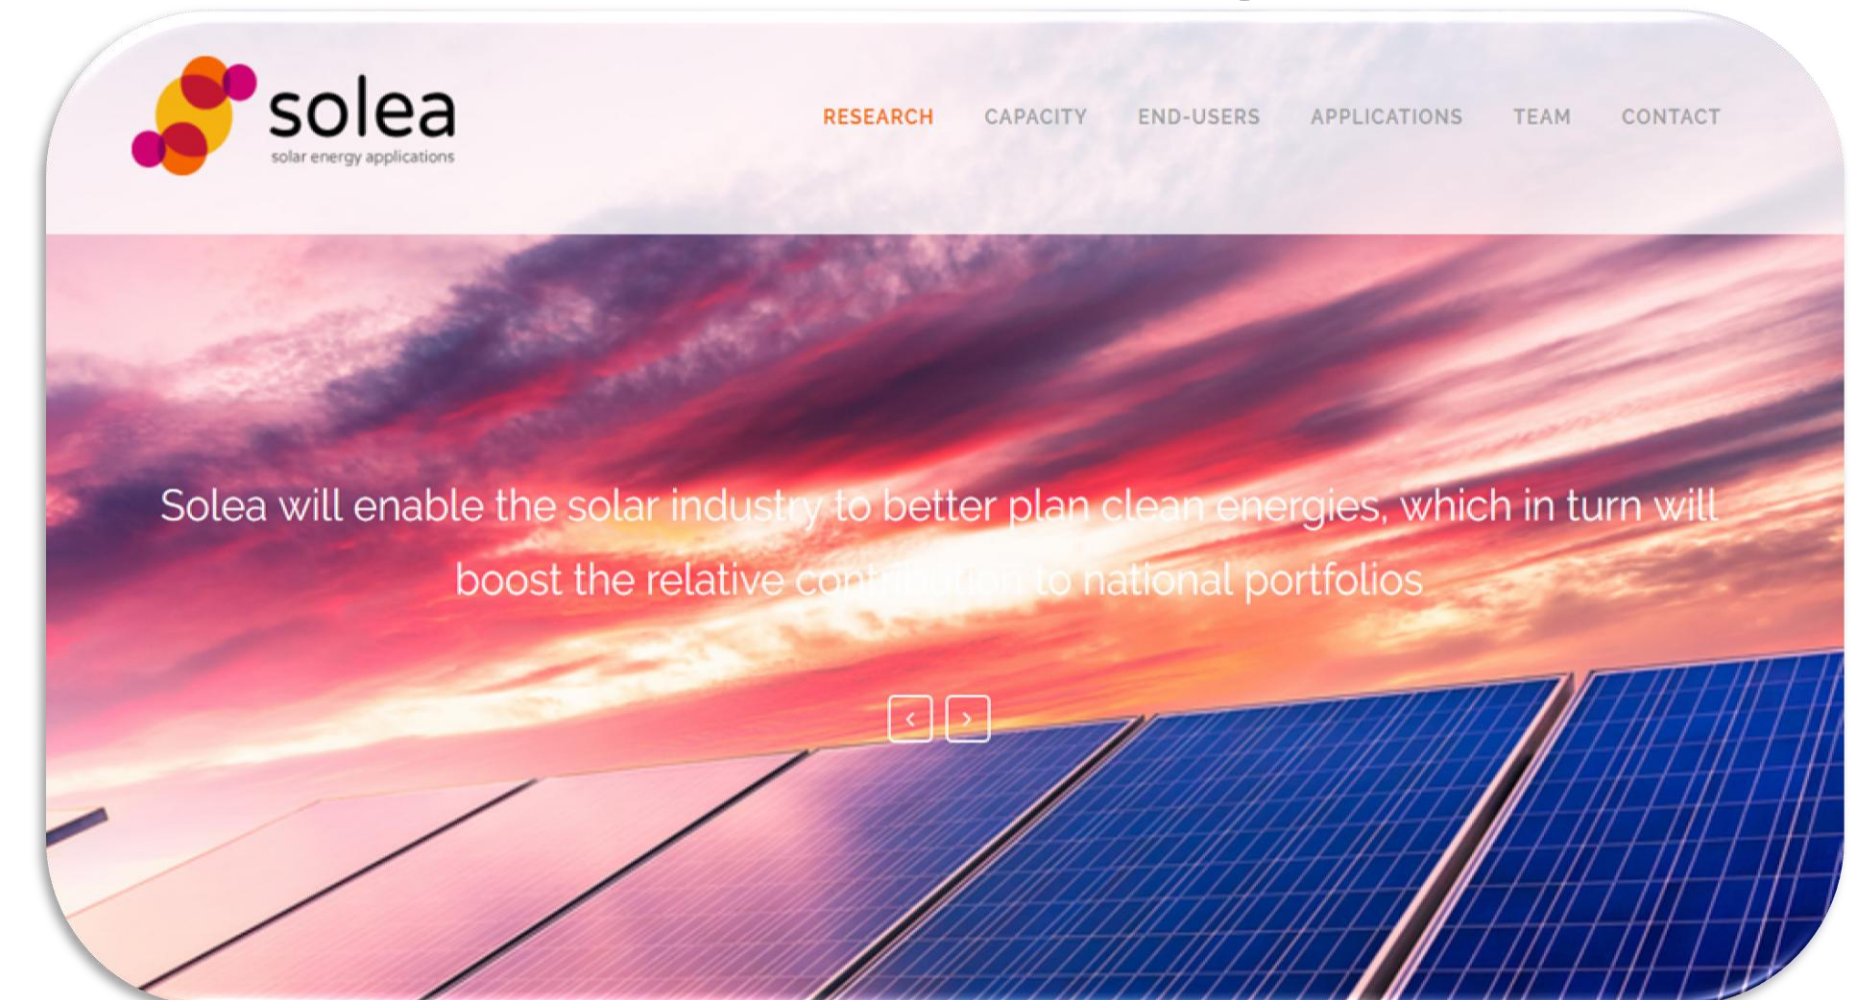 solea
solar energy applications
RESEARCH CAPACITY END-USERS APPLICATIONS TEAM CONTACT
Solea will enable the solar industry to better plan clean energies, which in turn will
boost the relative contribution to national portfolios